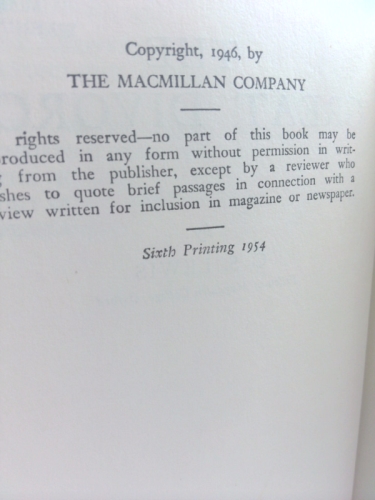 Copyright, 1946, by
THE MACMILLAN COMPANY
rights reserved—no part of this book may be
roduced in any form without permission in writ-
g from the publisher, except by a reviewer who
shes to quote brief passages in connection with a
view written for inclusion in magazine or newspaper.
Sixth Printing 1954